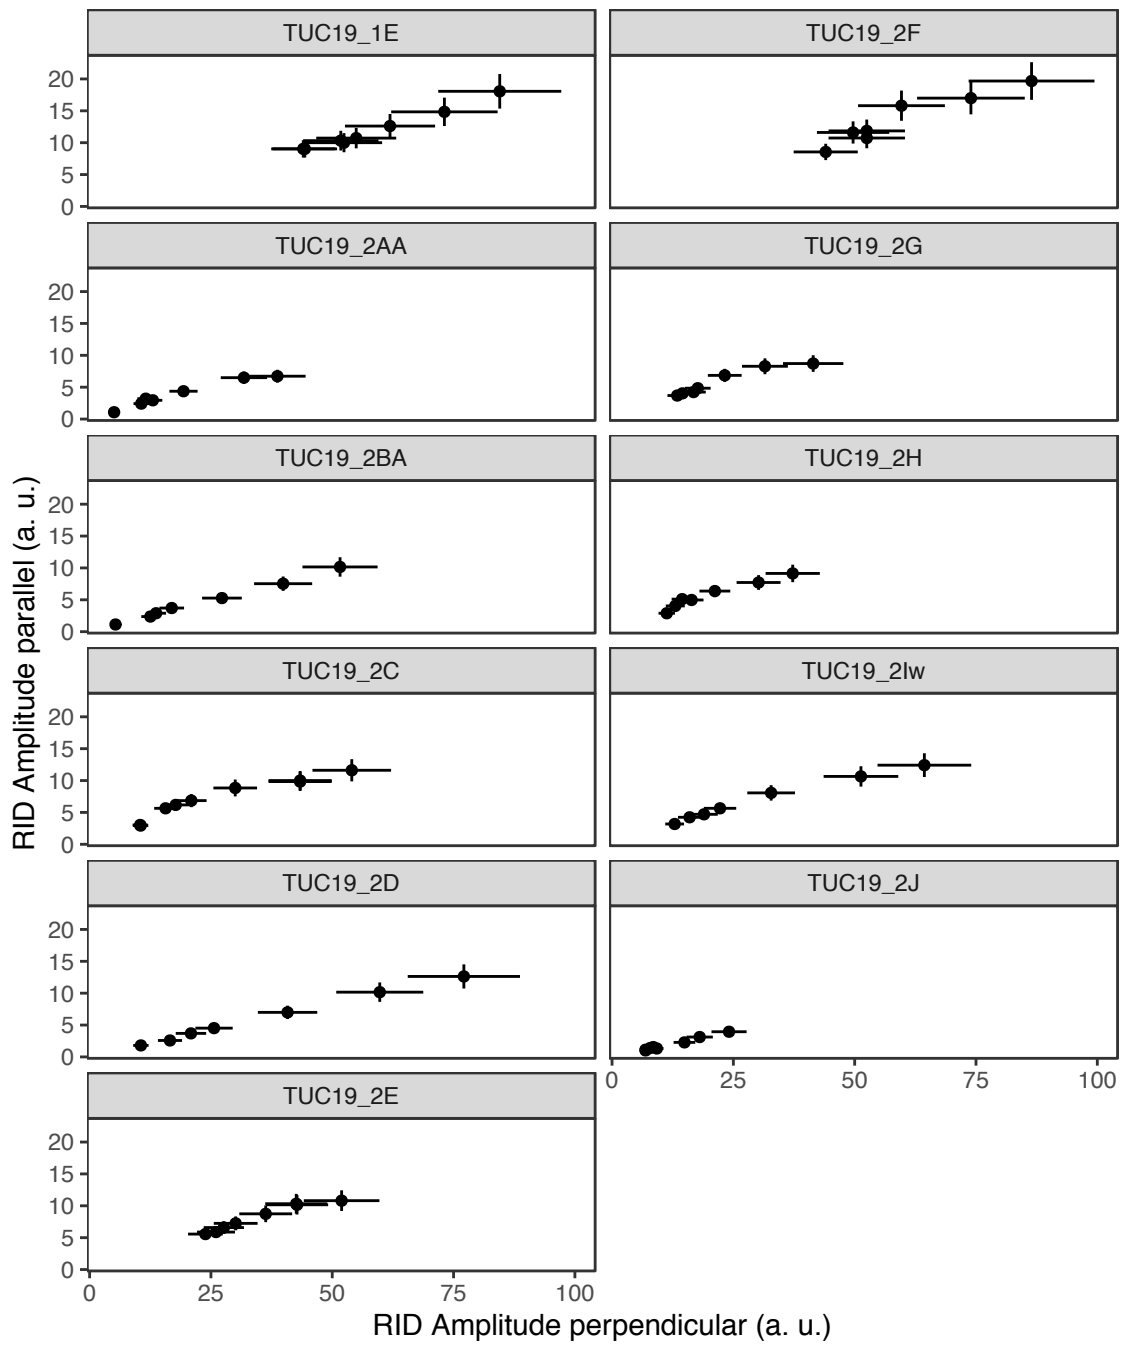 TUC19_1E
TUC19_2F
20
15
10
5
0
TUC19_2AA
TUC19_2G
20
15
10
5
0
TUC19_2BA
TUC19_2H
20
15
10
5
0
TUC19_2C
TUC19_2Iw
20
15
10
5
0
TUC19_2D
TUC19_2J
20
15
10
5
0
0 25 50 75 100
TUC19_2E
20
15
10
5
0
0 25 50 75 100
RID Amplitude parallel (a. u.)
RID Amplitude perpendicular (a. u.)